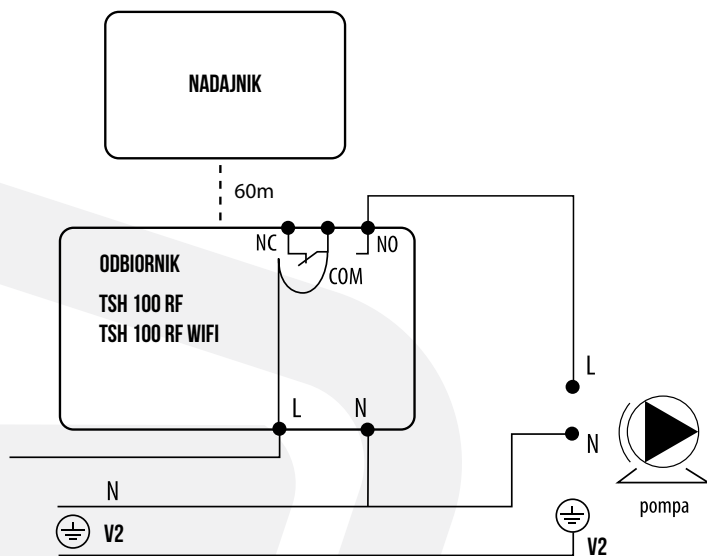 NADAJNIK
60m
NC
NO
COM
ODBIORNIK
TSH 100 RF
TSH 100 RF WIFI
L
N
L
N
N
V2
pompa
V2